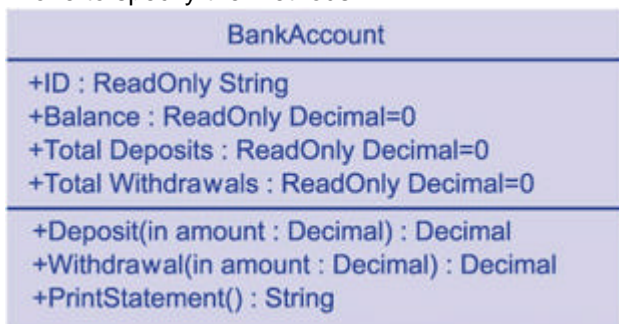 BankAccount
+ID : ReadOnly String
+Balance : ReadOnly Decimal=0
+Total Deposits : ReadOnly Decimal=0
+Total Withdrawals : ReadOnly Decimal=0
+Deposit(in amount : Decimal) : Decimal
+Withdrawal(in amount : Decimal) : Decimal
+PrintStatement() : String